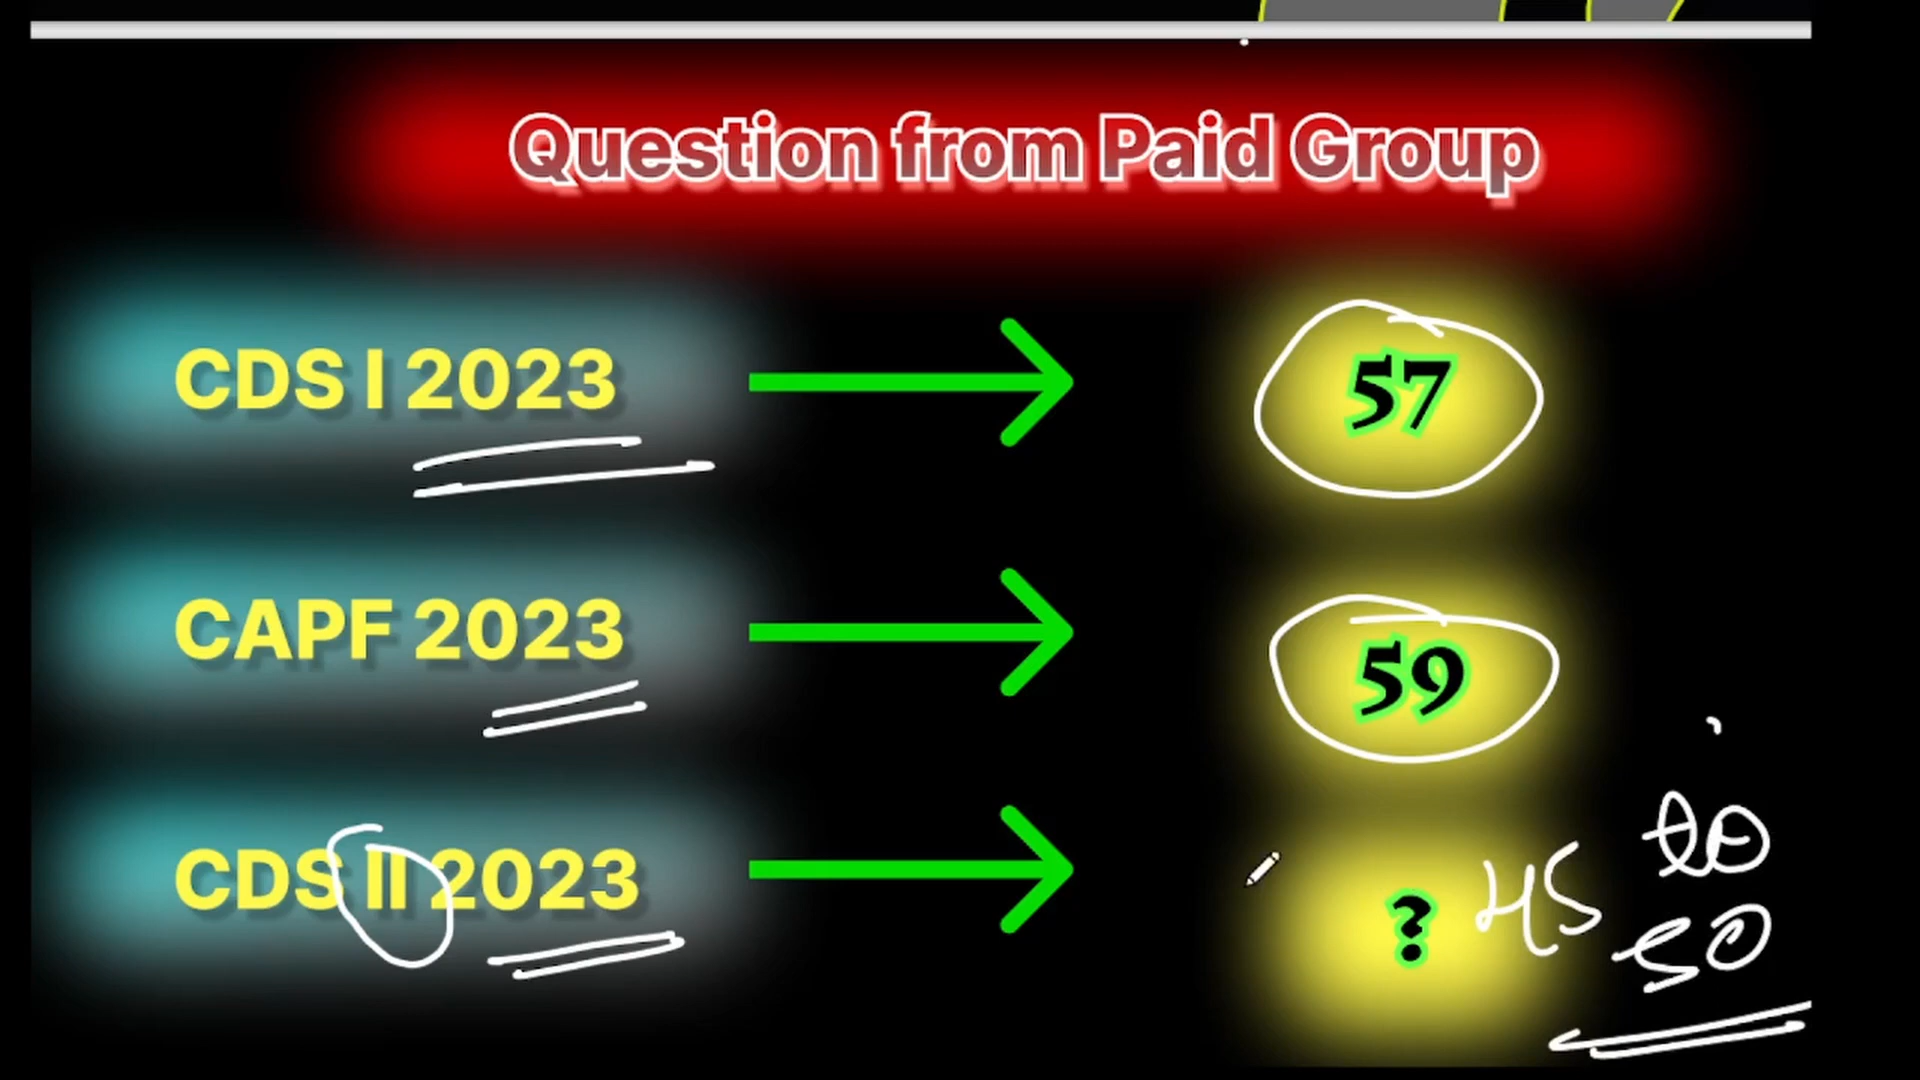 Question from Paid Group
CDS I 2023
57
CAPF 2023
59
CDS II 2023
?
45
to
50